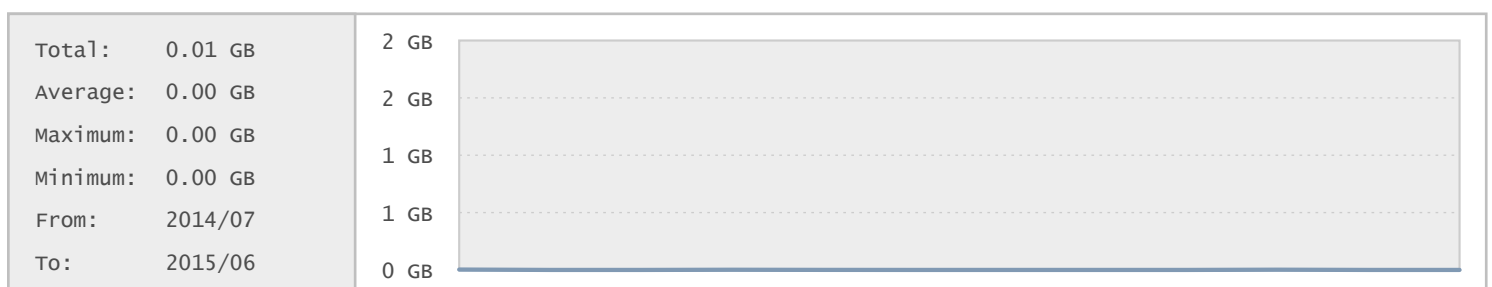 Total: 0.01 GB
Average: 0.00 GB
Maximum: 0.00 GB
Minimum: 0.00 GB
From: 2014/07
To: 2015/06
2 GB
2 GB
1 GB
1 GB
0 GB